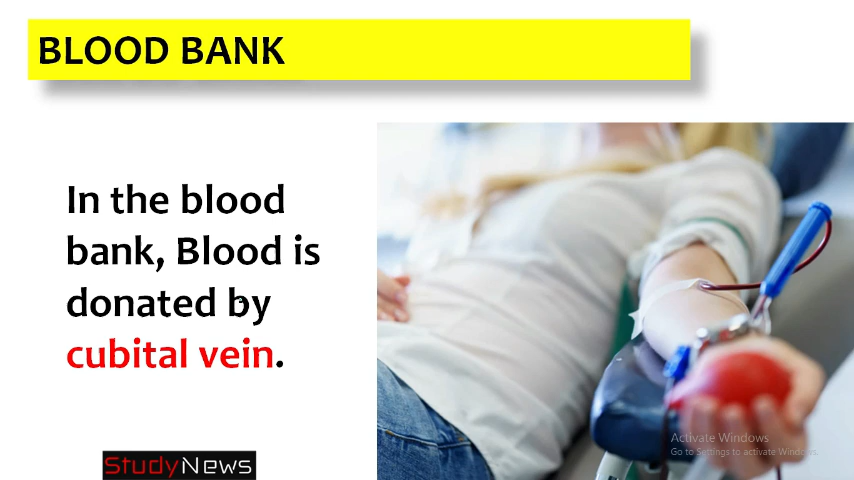 BLOOD BANK
In the blood
bank, Blood is
donated by
cubital vein.
StudyNews
Activate Windows
Go to Settings to activate Windows.